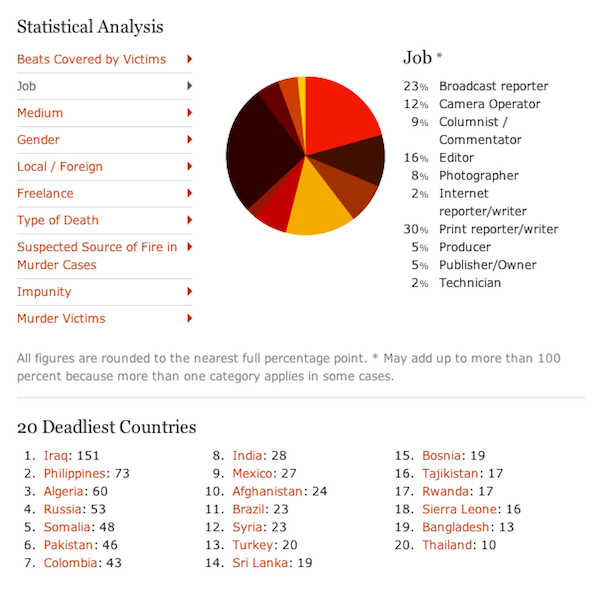 Statistical Analysis
Beats Covered by Victims
Job
Medium
Gender
Local / Foreign
Freelance
Type of Death
Suspected Source of Fire in
Murder Cases
Impunity
Murder Victims
Job *
23% Broadcast reporter
12% Camera Operator
9% Columnist /
Commentator
16% Editor
8% Photographer
2% Internet
reporter/writer
30% Print reporter/writer
5% Producer
5% Publisher/Owner
2% Technician
All figures are rounded to the nearest full percentage point. * May add up to more than 100
percent because more than one category applies in some cases.
20 Deadliest Countries
1. Iraq: 151
2. Philippines: 73
3. Algeria: 60
4. Russia: 53
5. Somalia: 48
6. Pakistan: 46
7. Colombia: 43
8. India: 28
9. Mexico: 27
10. Afghanistan: 24
11. Brazil: 23
12. Syria: 23
13. Turkey: 20
14. Sri Lanka: 19
15. Bosnia: 19
16. Tajikistan: 17
17. Rwanda: 17
18. Sierra Leone: 16
19. Bangladesh: 13
20. Thailand: 10